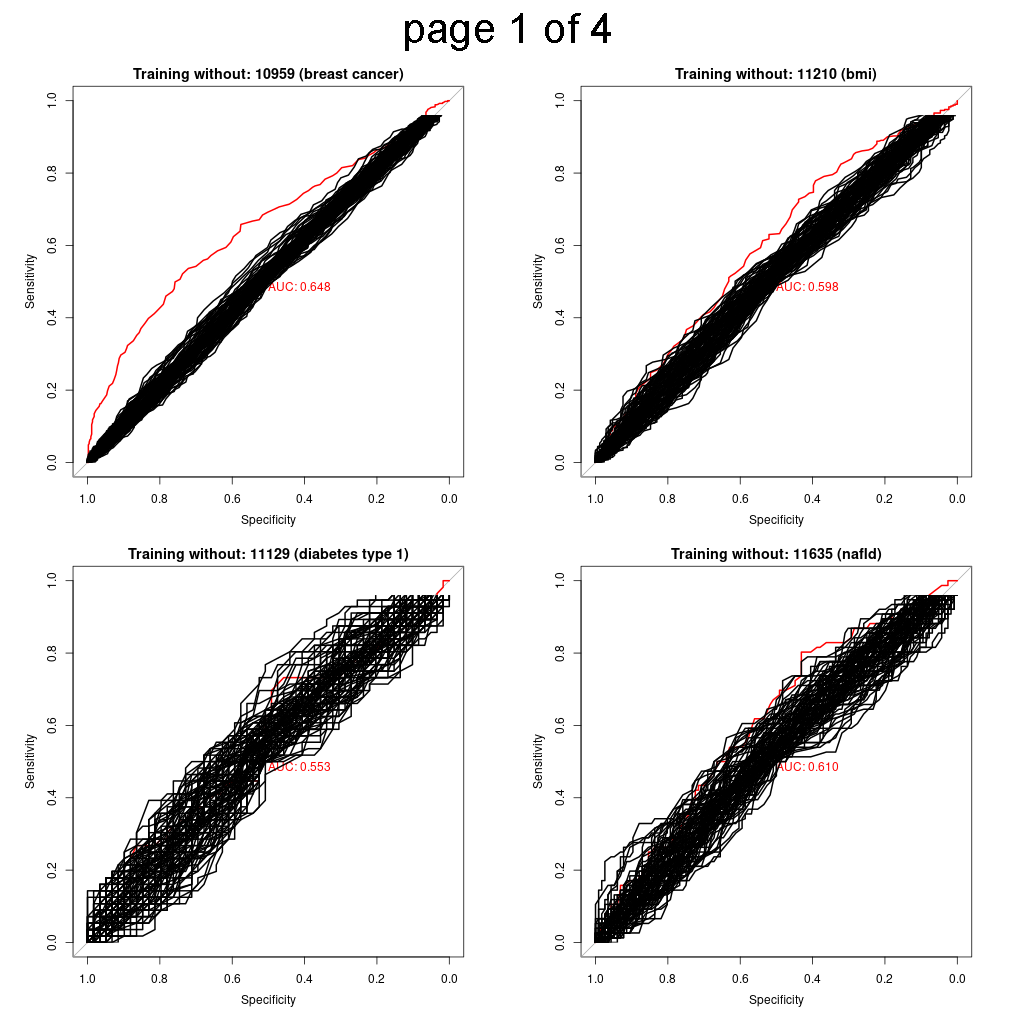 page 1 of 4
Training without: 10959 (breast cancer)
Sensitivity
0.0 0.2 0.4 0.6 0.8 1.0
AUC: 0.648
1.0 0.8 0.6 0.4 0.2 0.0
Specificity
Training without: 11210 (bmi)
Sensitivity
0.0 0.2 0.4 0.6 0.8 1.0
AUC: 0.598
1.0 0.8 0.6 0.4 0.2 0.0
Specificity
Training without: 11129 (diabetes type 1)
Sensitivity
0.0 0.2 0.4 0.6 0.8 1.0
AUC: 0.553
1.0 0.8 0.6 0.4 0.2 0.0
Specificity
Training without: 11635 (nafld)
Sensitivity
0.0 0.2 0.4 0.6 0.8 1.0
AUC: 0.610
1.0 0.8 0.6 0.4 0.2 0.0
Specificity